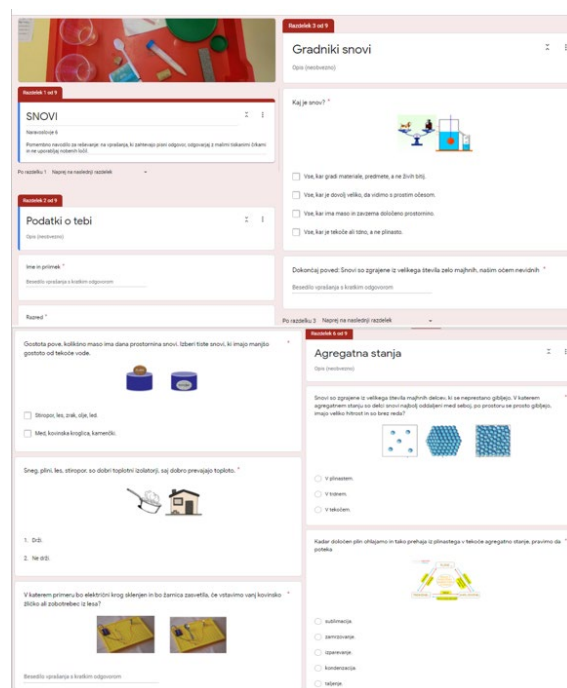 Razdelek 1 od 9
SNOVI
Naravoslovje 6
Pomembno navodilo za reševanje: na vprašanja, ki zahtevajo pisni odgovor, odgovarjaj z malimi tiskanimi črkami
in ne uporabljaj nobenih ločil.
Po razdelku 1 Naprej na naslednji razdelek
Razdelek 2 od 9
Podatki o tebi
Opis (neobvezno)
Ime in priimek *
Besedilo vprašanja s kratkim odgovorom
Razred *
Razdelek 3 od 9
Gradniki snovi
Opis (neobvezno)
Kaj je snov? *
Vse, kar gradi materiale, predmete, a ne živih bitij.
Vse, kar je dovolj veliko, da vidimo s prostim očesom.
Vse, kar ima maso in zavzema določeno prostornino.
Vse, kar je tekoče ali trdno, a ne plinasto.
Dokončaj poved: Snovi so zgrajene iz velikega števila zelo majhnih, našim očem nevidnih *
Besedilo vprašanja s kratkim odgovorom
Po razdelku 3 Naprej na naslednji razdelek
Gostota pove, kolikšno maso ima dana prostornina snovi. Izberi tiste snovi, ki imajo manjšo *
gostoto od tekoče vode.
Stiropor, les, zrak, olje, led.
Med, kovinska kroglica, kamenčki.
Sneg, plini, les, stiropor, so dobri toplotni izolatorji, saj dobro prevajajo toploto. *
1. Drži.
2. Ne drži.
V katerem primeru bo električni krog sklenjen in bo žarnica zasvetila, če vstavimo vanj kovinsko *
žličko ali zobotrebec iz lesa?
Besedilo vprašanja s kratkim odgovorom
Razdelek 6 od 9
Agregatna stanja
Opis (neobvezno)
Snovi so zgrajene iz velikega števila majhnih delcev, ki se neprestano gibljejo. V katerem *
agregatnem stanju so delci snovi najbolj oddaljeni med seboj, po prostoru se prosto gibljejo,
imajo veliko hitrost in so brez reda?
V plinastem.
V trdnem.
V tekočem.
Kadar določen plin ohlajamo in tako prehaja iz plinastega v tekoče agregatno stanje, pravimo da *
poteka
sublimacija.
zamrzovanje.
izparevanje.
kondenzacija.
taljenje.